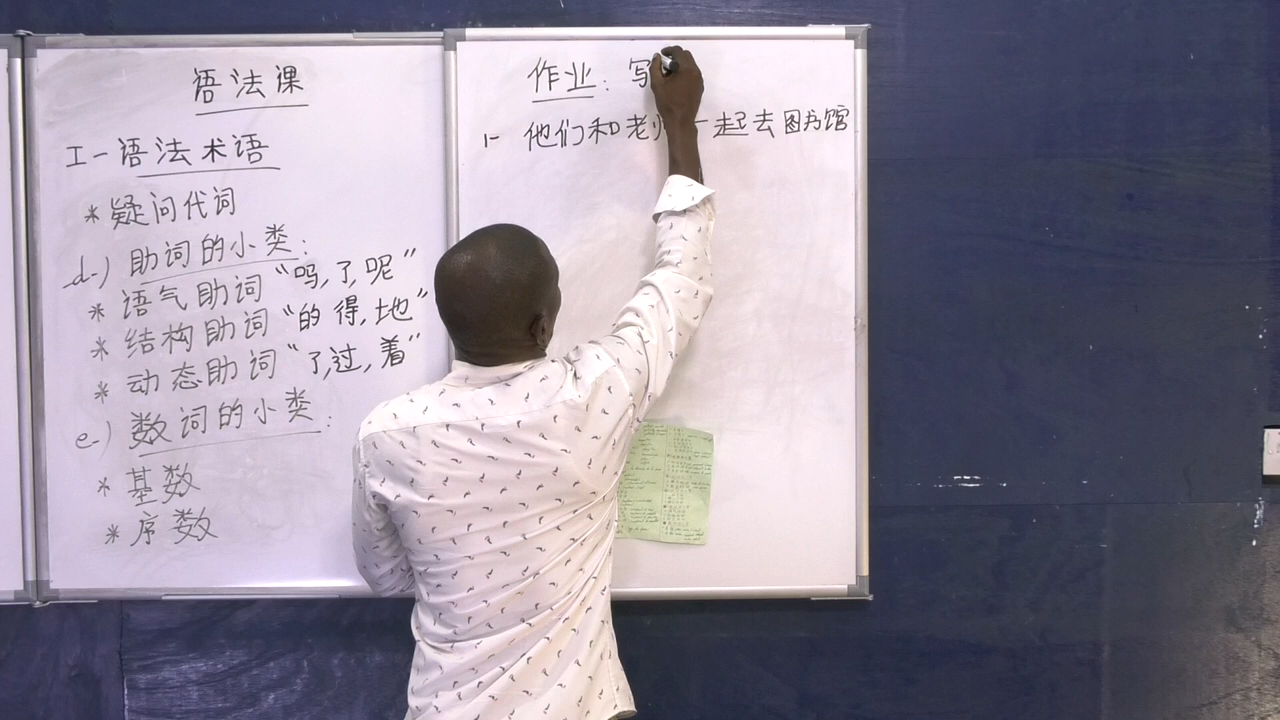 语法课
I- 语法术语
* 疑问代词
d-) 助词的小类:
* 语气助词 “吗, 了, 呢”
* 结构助词 “的 得, 地”
* 动态助词 “了, 过, 着”
e-) 数词的小类:
* 基数
* 序数
作业: 写
1- 他们和老师一起去图书馆